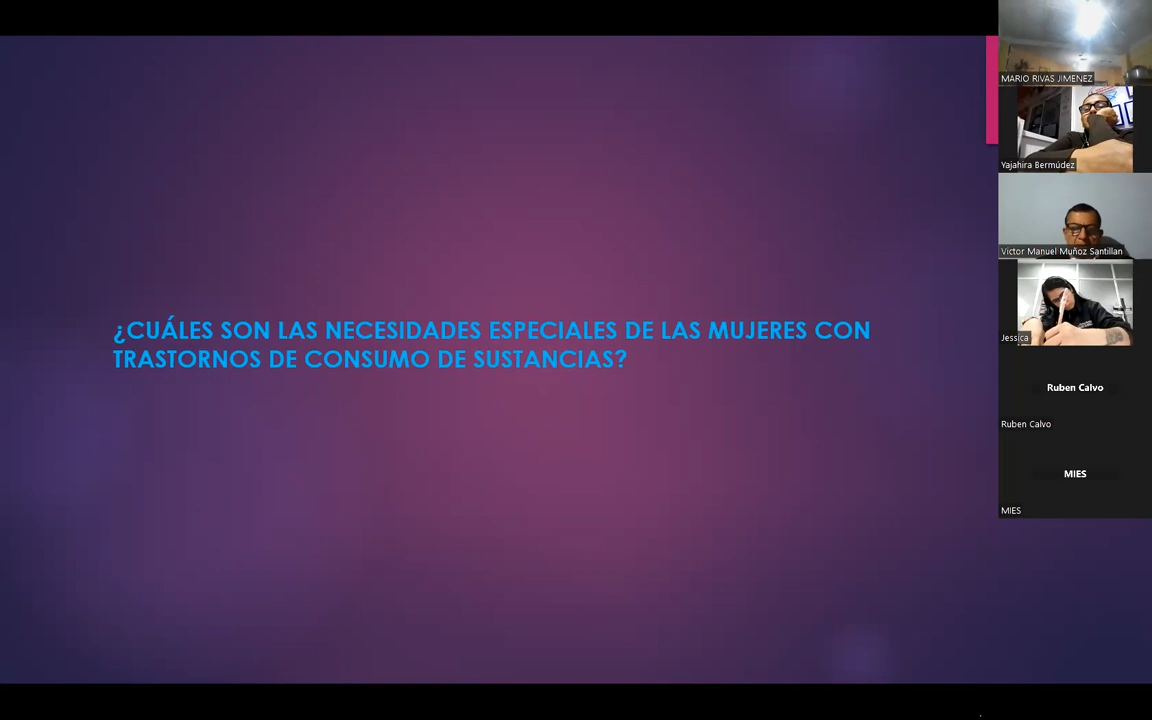 ¿CUÁLES SON LAS NECESIDADES ESPECIALES DE LAS MUJERES CON
TRASTORNOS DE CONSUMO DE SUSTANCIAS?
MARIO RIVAS JIMENEZ
Yajahira Bermúdez
Victor Manuel Muñoz Santillan
Jessica
Ruben Calvo
Ruben Calvo
MIES
MIES